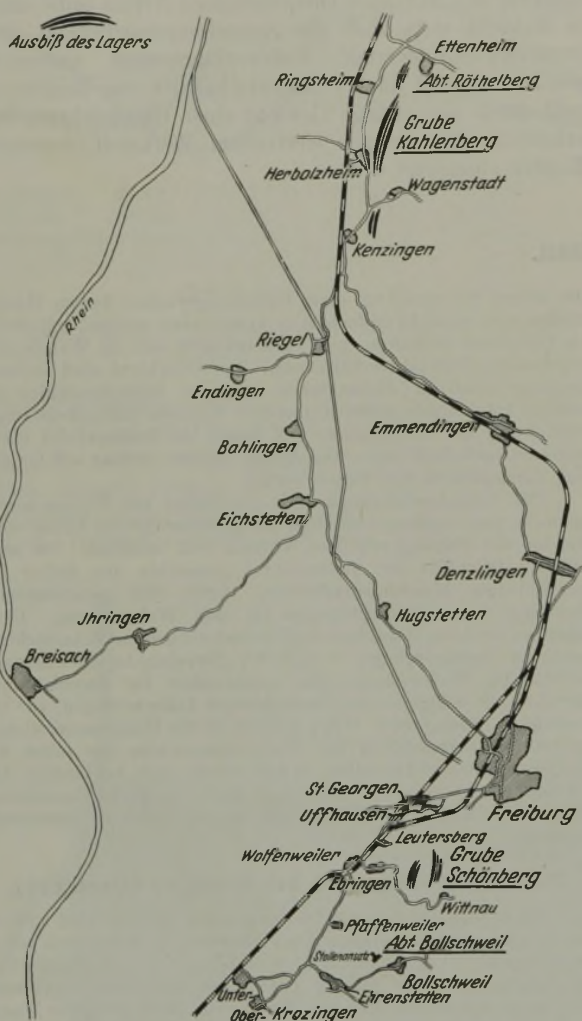 Ausbiß des Lagers
Ettenheim
Ringsheim
Abt. Röthelberg
Grube
Kahlenberg
Herbolzheim
Wagenstadt
Kenzingen
Rhein
Riegel
Endingen
Bahlingen
Emmendingen
Eichstetten
Denzlingen
Jhringen
Hugstetten
Breisach
St. Georgen
Uffhausen
Freiburg
Leutersberg
Wolfenweiler
Grube
Schönberg
Ebringen
Wittnau
Pfaffenweiler
Abt. Bollschweil
Stollenansatz
Bollschweil
Unter-
Ehrenstetten
Ober- Krozingen